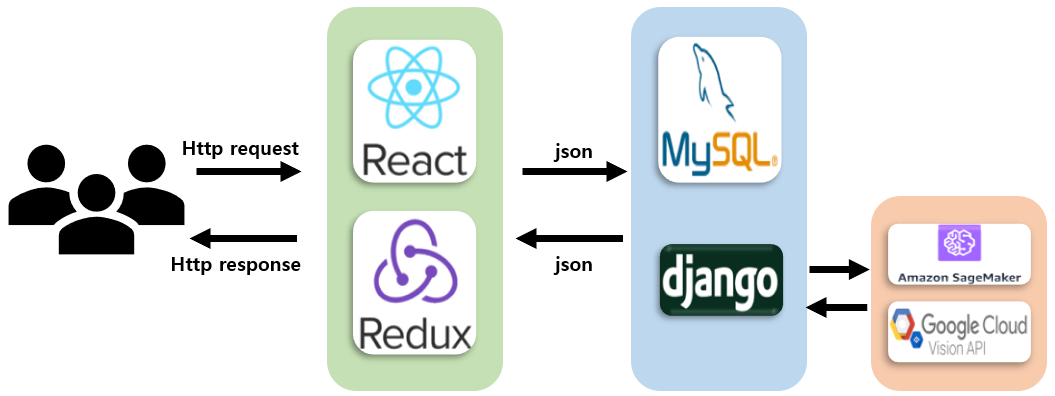 Http request
Http response
React
Redux
json
json
MySQL®
django
Amazon SageMaker
Google Cloud
Vision API